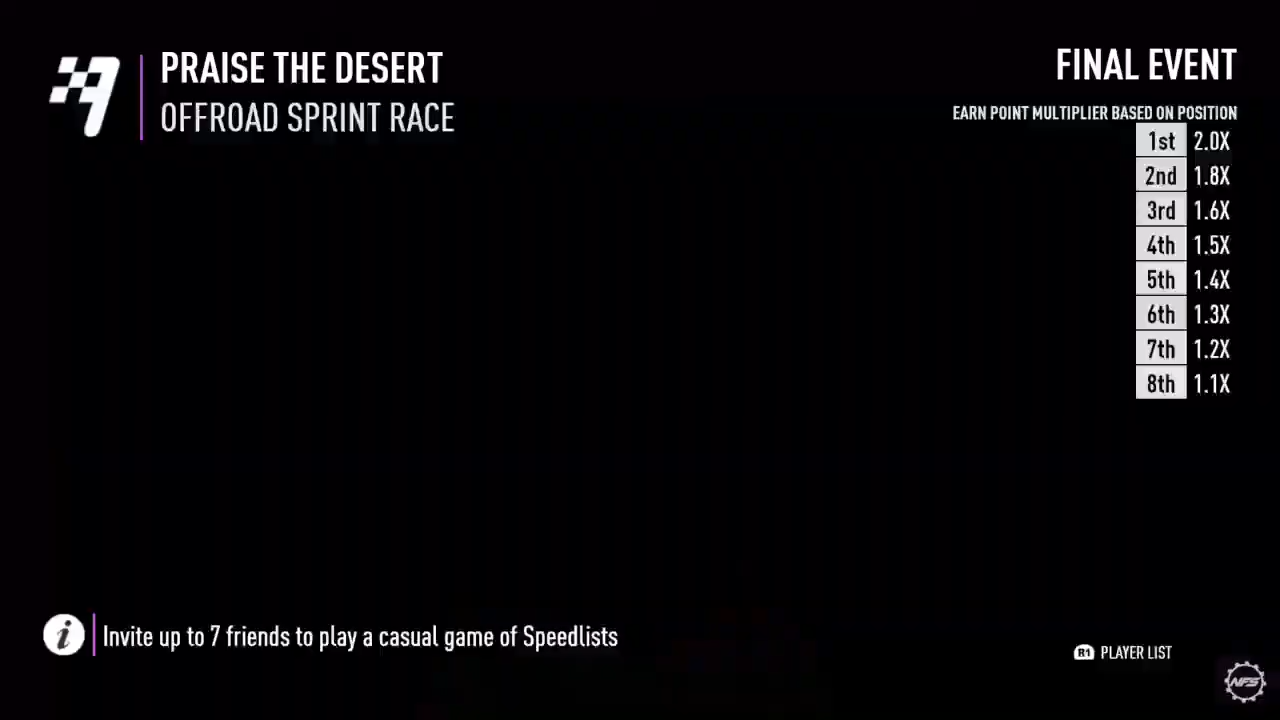 PRAISE THE DESERT
OFFROAD SPRINT RACE
FINAL EVENT
EARN POINT MULTIPLIER BASED ON POSITION
1st 2.0X
2nd 1.8X
3rd 1.6X
4th 1.5X
5th 1.4X
6th 1.3X
7th 1.2X
8th 1.1X
i Invite up to 7 friends to play a casual game of Speedlists
R1 PLAYER LIST
NFS